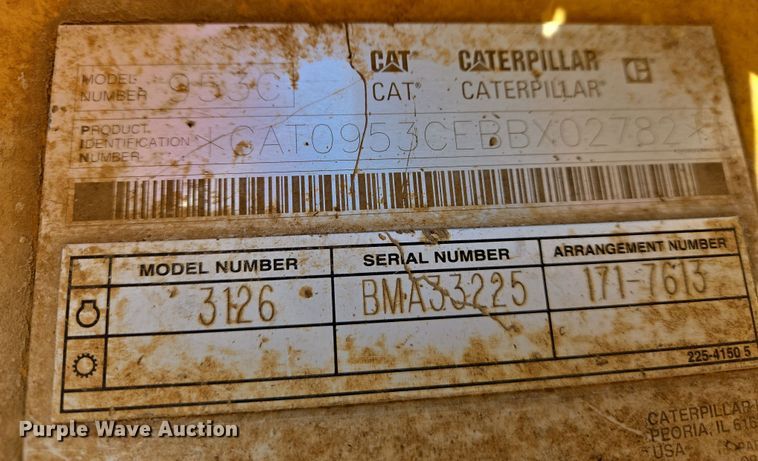 CAT CATERPILLAR C
CAT® CATERPILLAR®
MODEL NUMBER 953C
PRODUCT IDENTIFICATION NUMBER *CAT0953CEBBX02782*
MODEL NUMBER SERIAL NUMBER ARRANGEMENT NUMBER
3126 BMA33225 171-7613
225-4150 5
CATERPILLAR
PEORIA, IL 616
USA
Purple Wave Auction